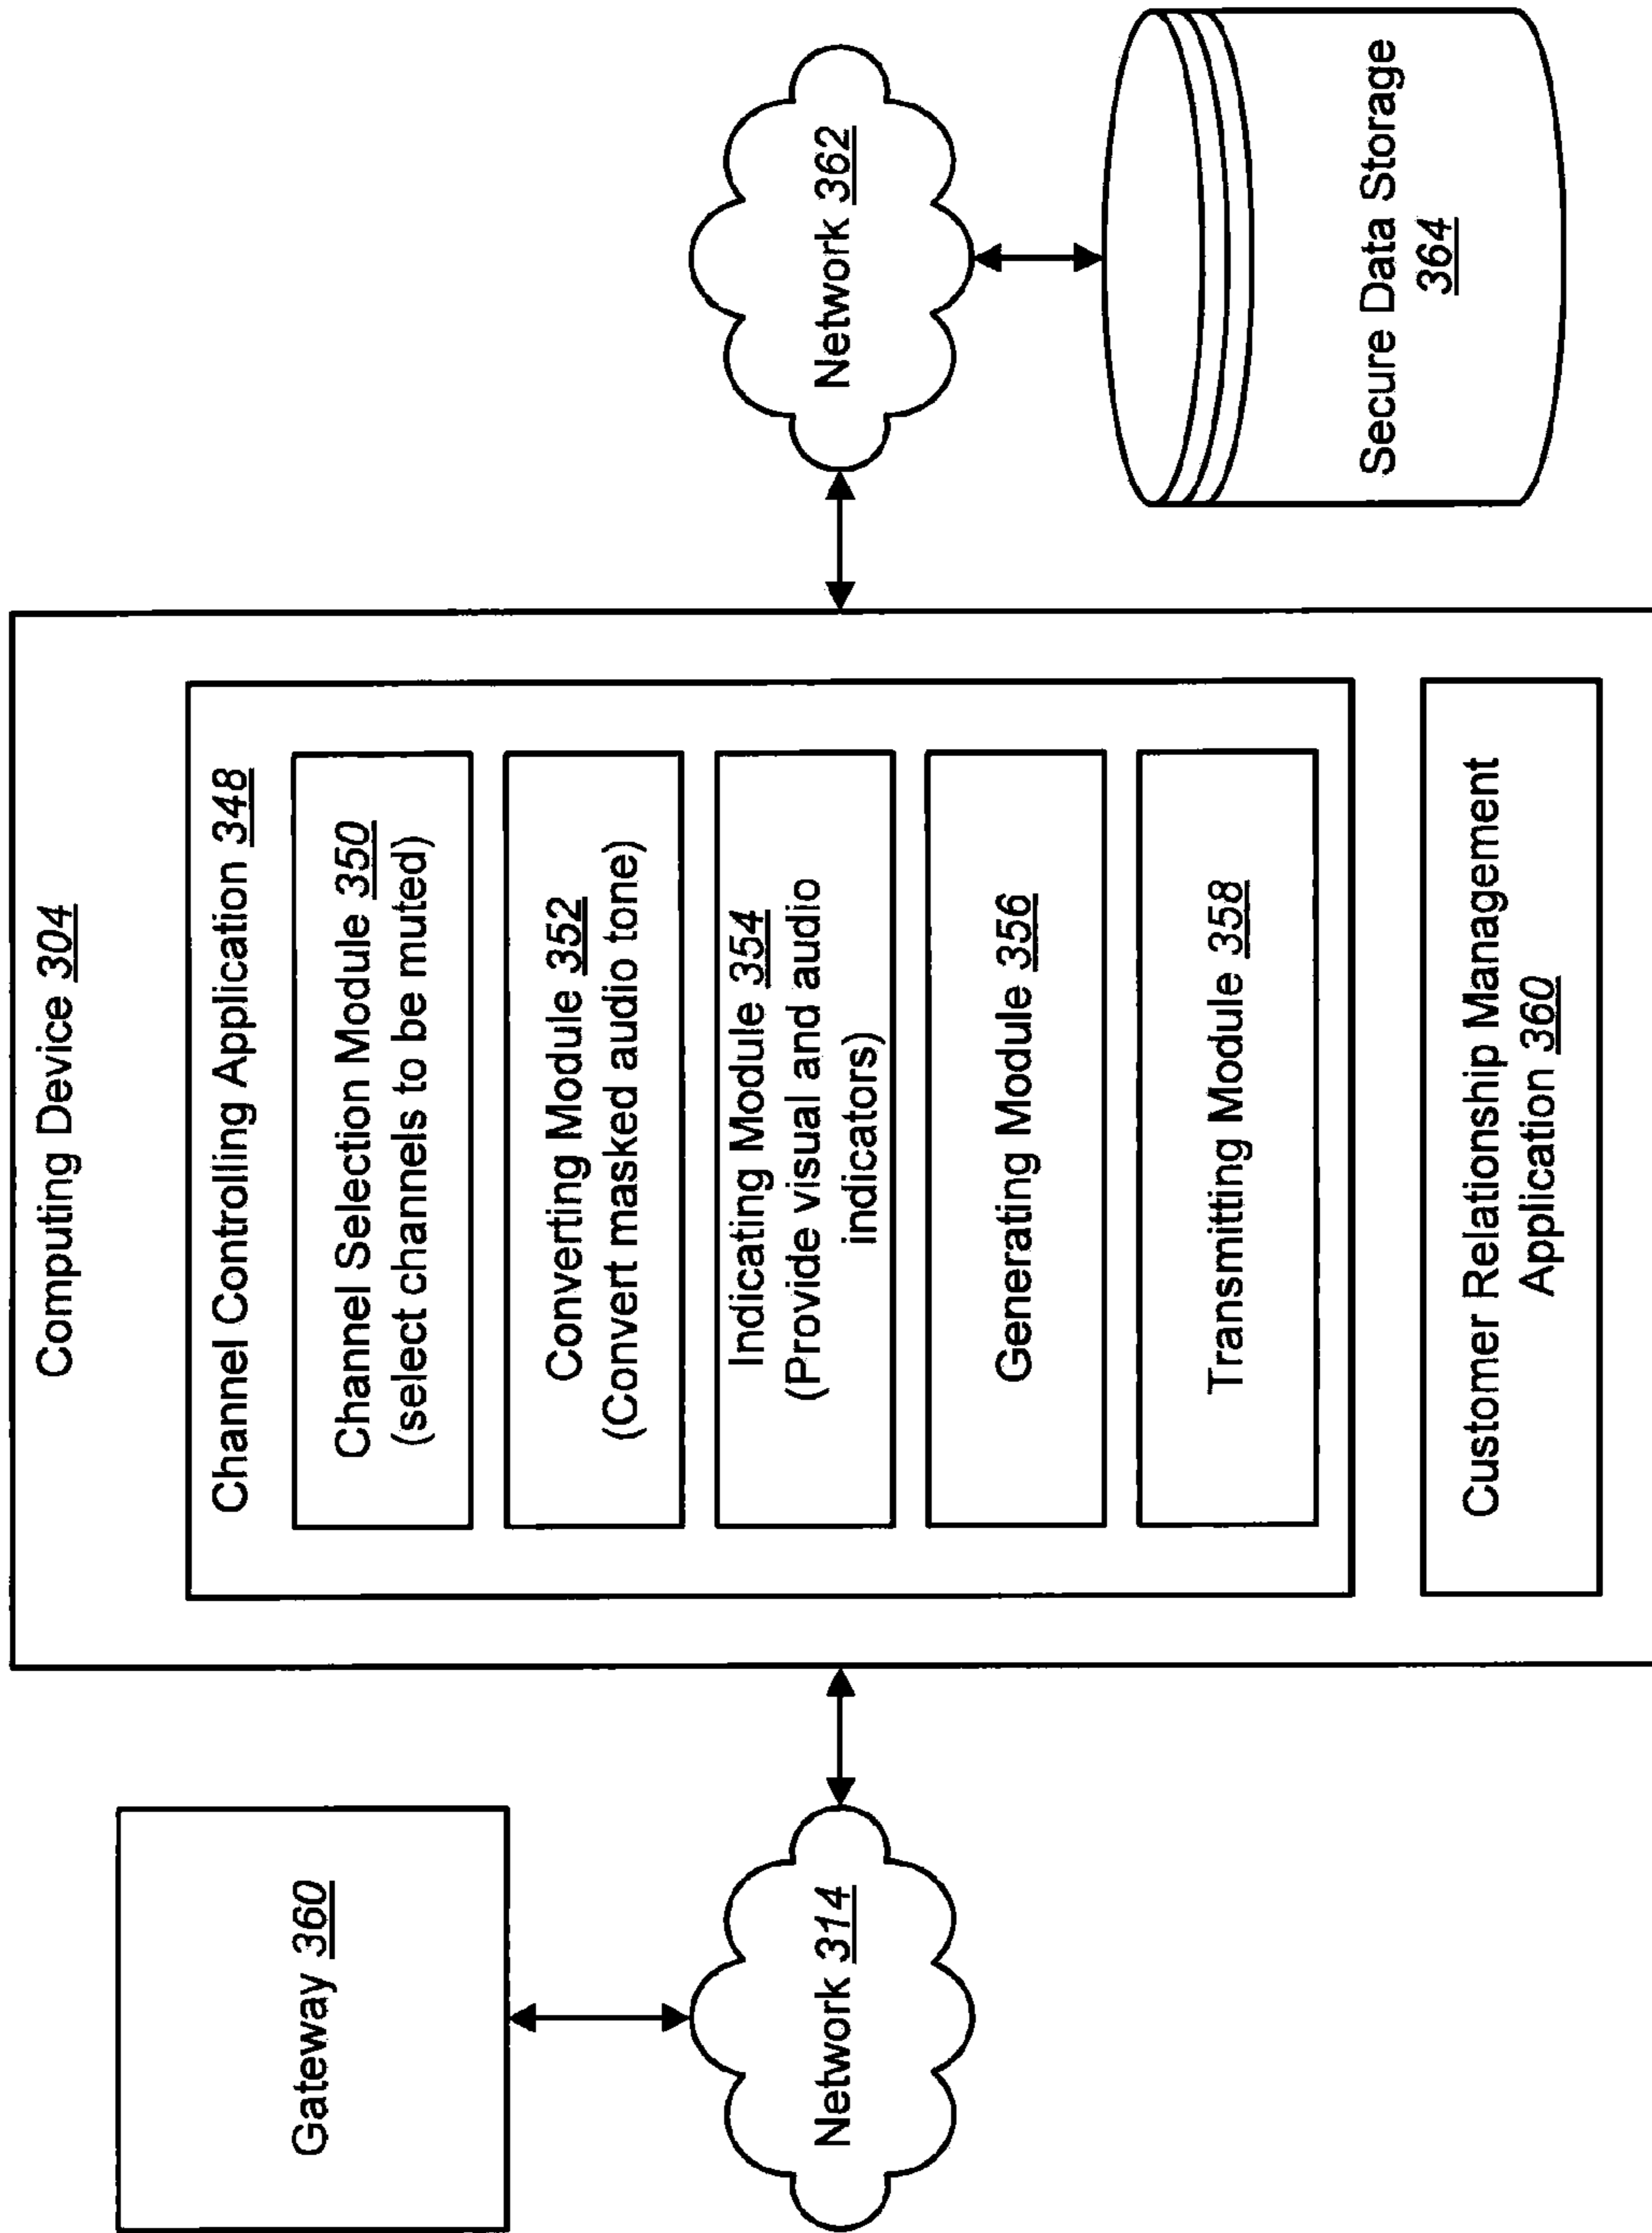 Gateway 360
Network 314
Computing Device 304
Channel Controlling Application 348
Channel Selection Module 350
(select channels to be muted)
Converting Module 352
(Convert masked audio tone)
Indicating Module 354
(Provide visual and audio
indicators)
Generating Module 356
Transmitting Module 358
Customer Relationship Management
Application 360
Network 362
Secure Data Storage
364